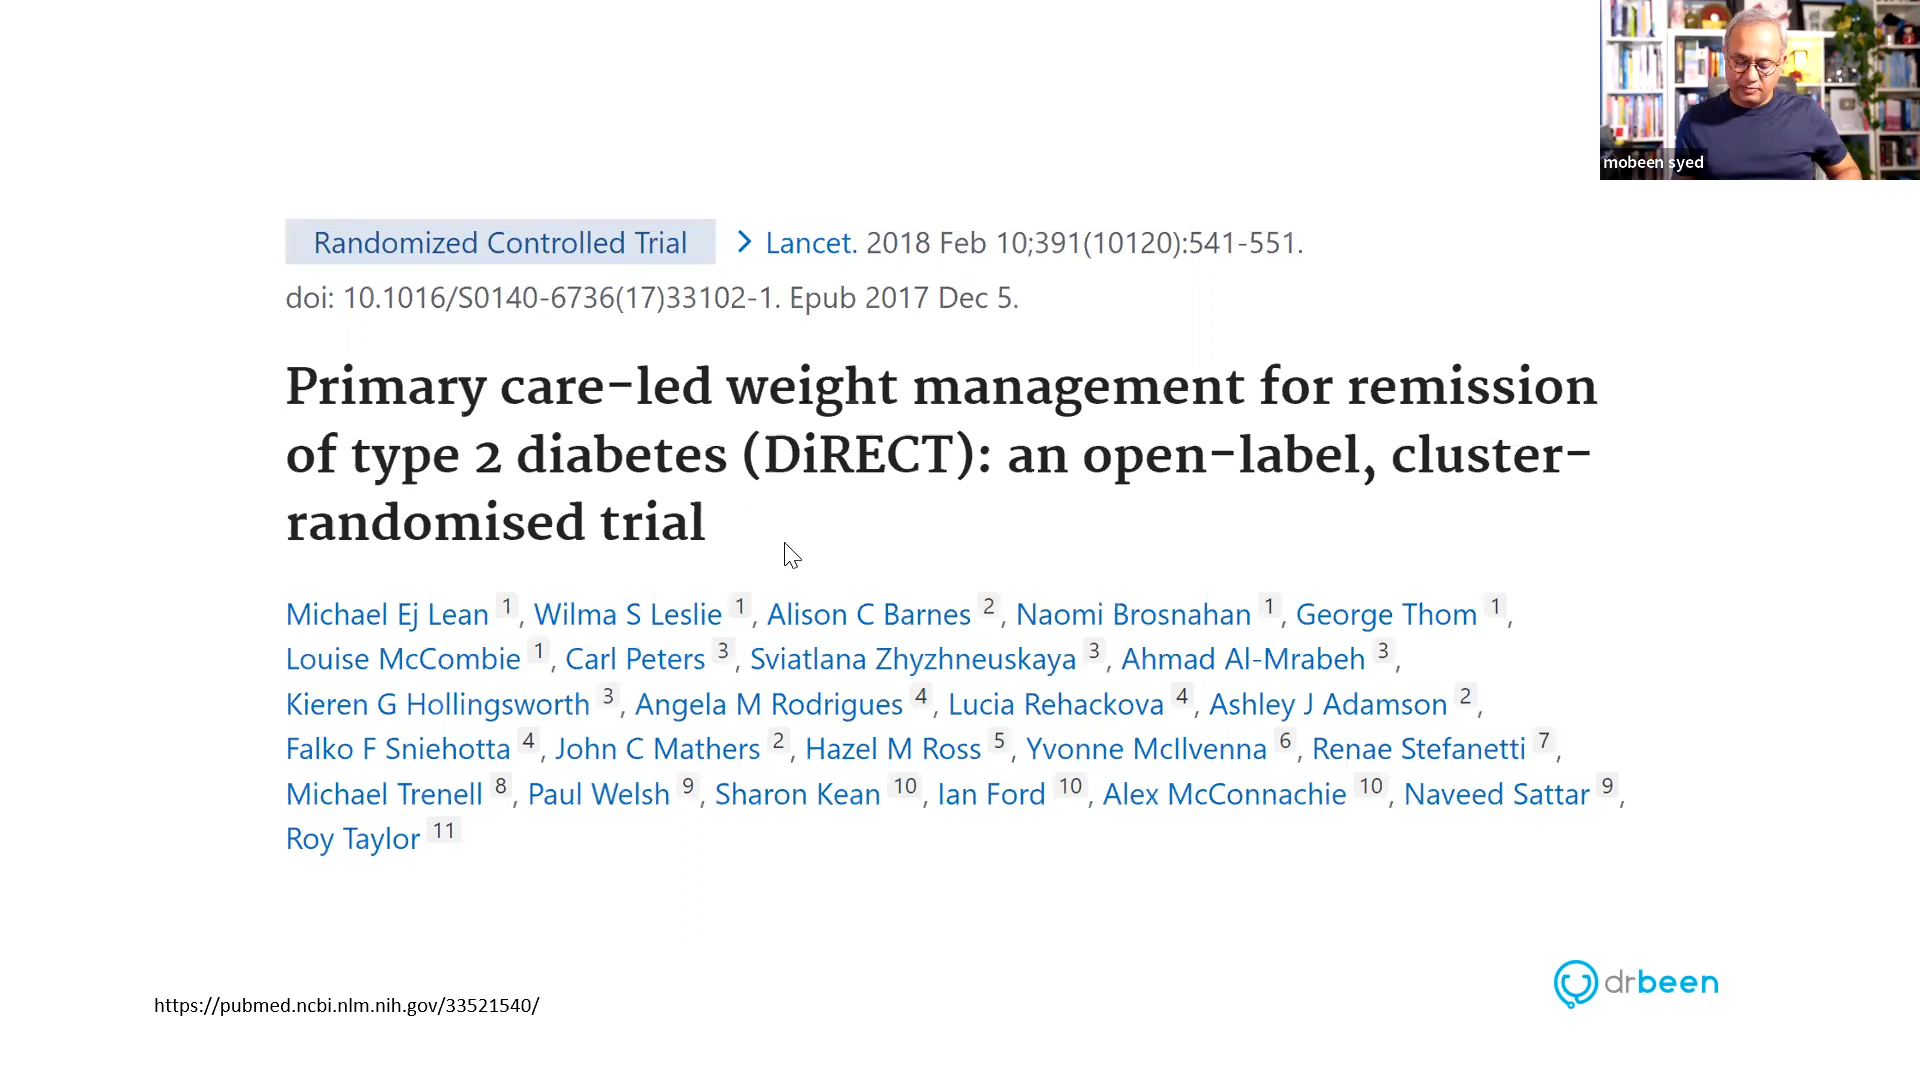 mobeen syed
Randomized Controlled Trial > Lancet. 2018 Feb 10;391(10120):541-551.
doi: 10.1016/S0140-6736(17)33102-1. Epub 2017 Dec 5.
Primary care-led weight management for remission
of type 2 diabetes (DiRECT): an open-label, cluster-
randomised trial
Michael Ej Lean 1, Wilma S Leslie 1, Alison C Barnes 2, Naomi Brosnahan 1, George Thom 1,
Louise McCombie 1, Carl Peters 3, Sviatlana Zhyzhneuskaya 3, Ahmad Al-Mrabeh 3,
Kieren G Hollingsworth 3, Angela M Rodrigues 4, Lucia Rehackova 4, Ashley J Adamson 2,
Falko F Sniehotta 4, John C Mathers 2, Hazel M Ross 5, Yvonne McIlvenna 6, Renae Stefanetti 7,
Michael Trenell 8, Paul Welsh 9, Sharon Kean 10, Ian Ford 10, Alex McConnachie 10, Naveed Sattar 9,
Roy Taylor 11
drbeen
https://pubmed.ncbi.nlm.nih.gov/33521540/